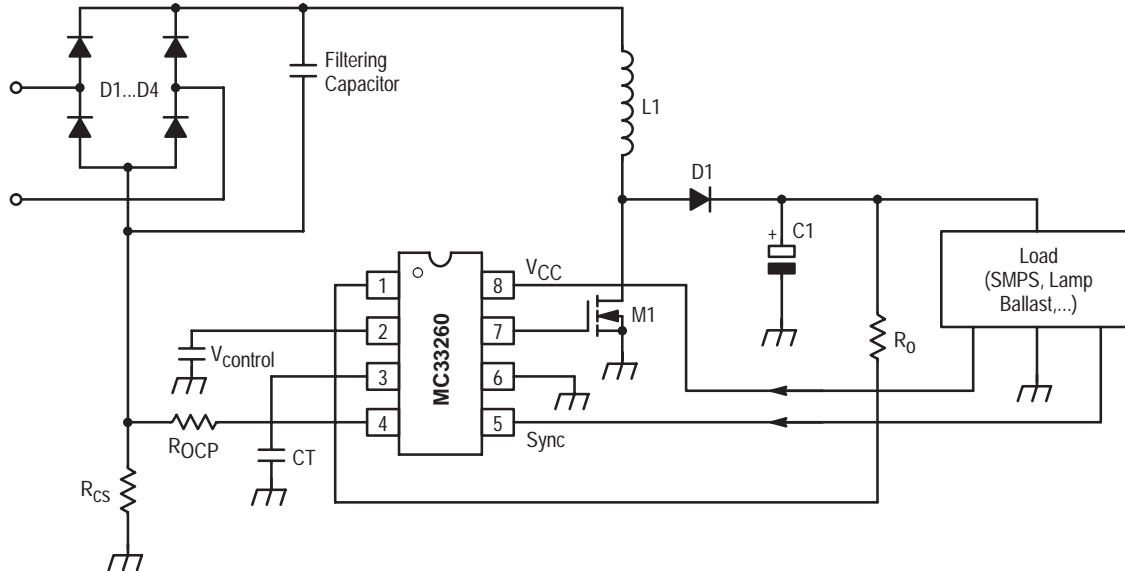 D1...D4
Filtering
Capacitor
L1
D1
C1
+
Load
(SMPS, Lamp
Ballast,...)
VCC
1
8
M1
2
7
Vcontrol
RO
MC33260
3
6
4
5
ROCP
Sync
CT
RCS